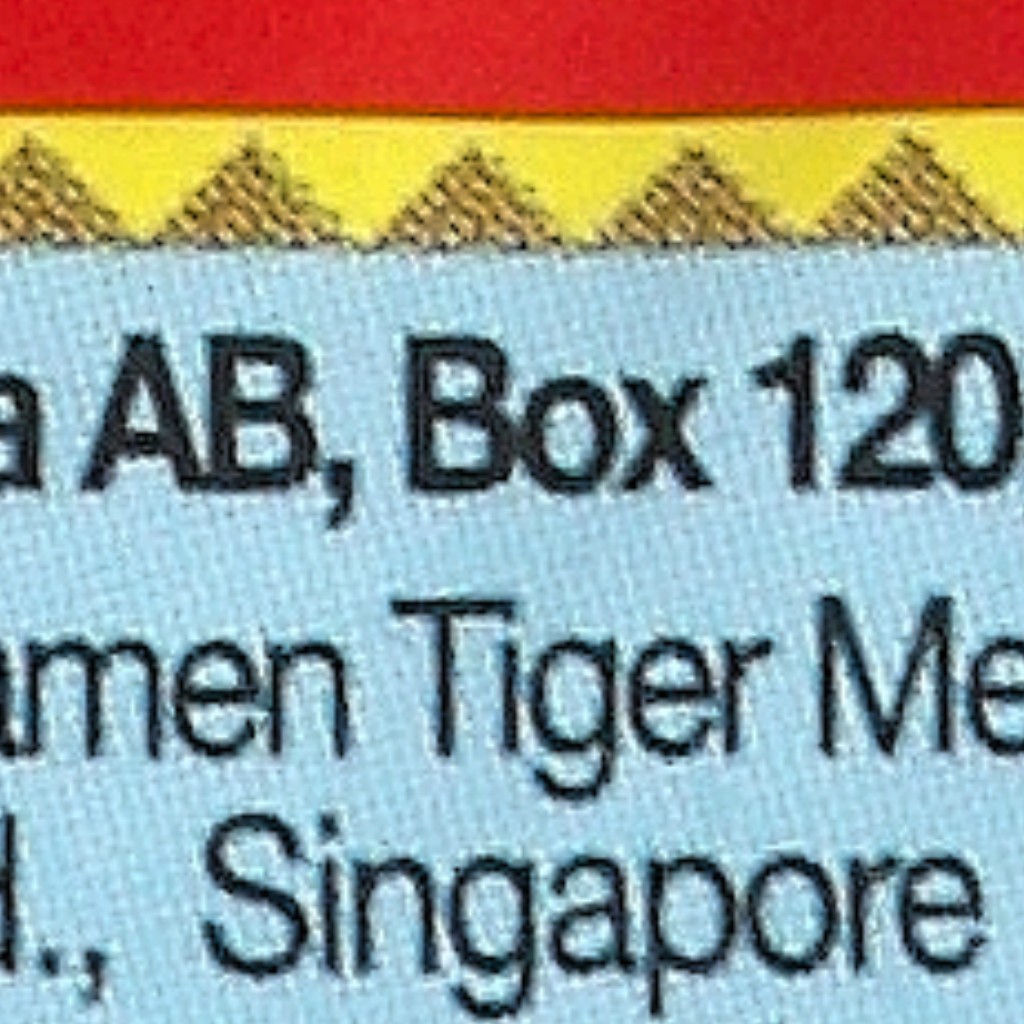 a AB, Box 120
amen Tiger Me
d., Singapore